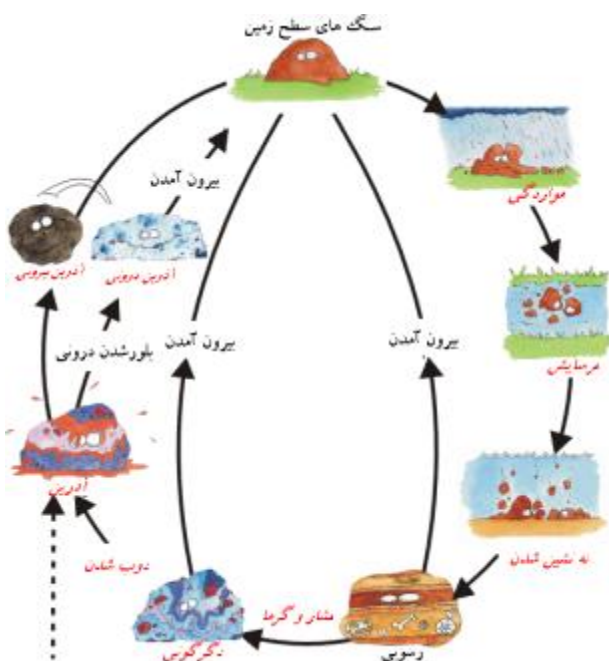 سنگ های سطح زمین
هوازدگی
بیرون آمدن
آذرین بیرونی
آذرین درونی
فرسایش
بلورشدن درونی
بیرون آمدن
بیرون آمدن
آذرین
ته نشین شدن
ذوب شدن
فشار و گرما
رسوبی
دگرگونی